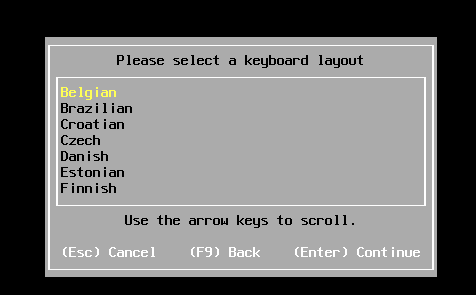 Please select a keyboard layout
Belgian
Brazilian
Croatian
Czech
Danish
Estonian
Finnish
Use the arrow keys to scroll.
(Esc) Cancel (F9) Back (Enter) Continue